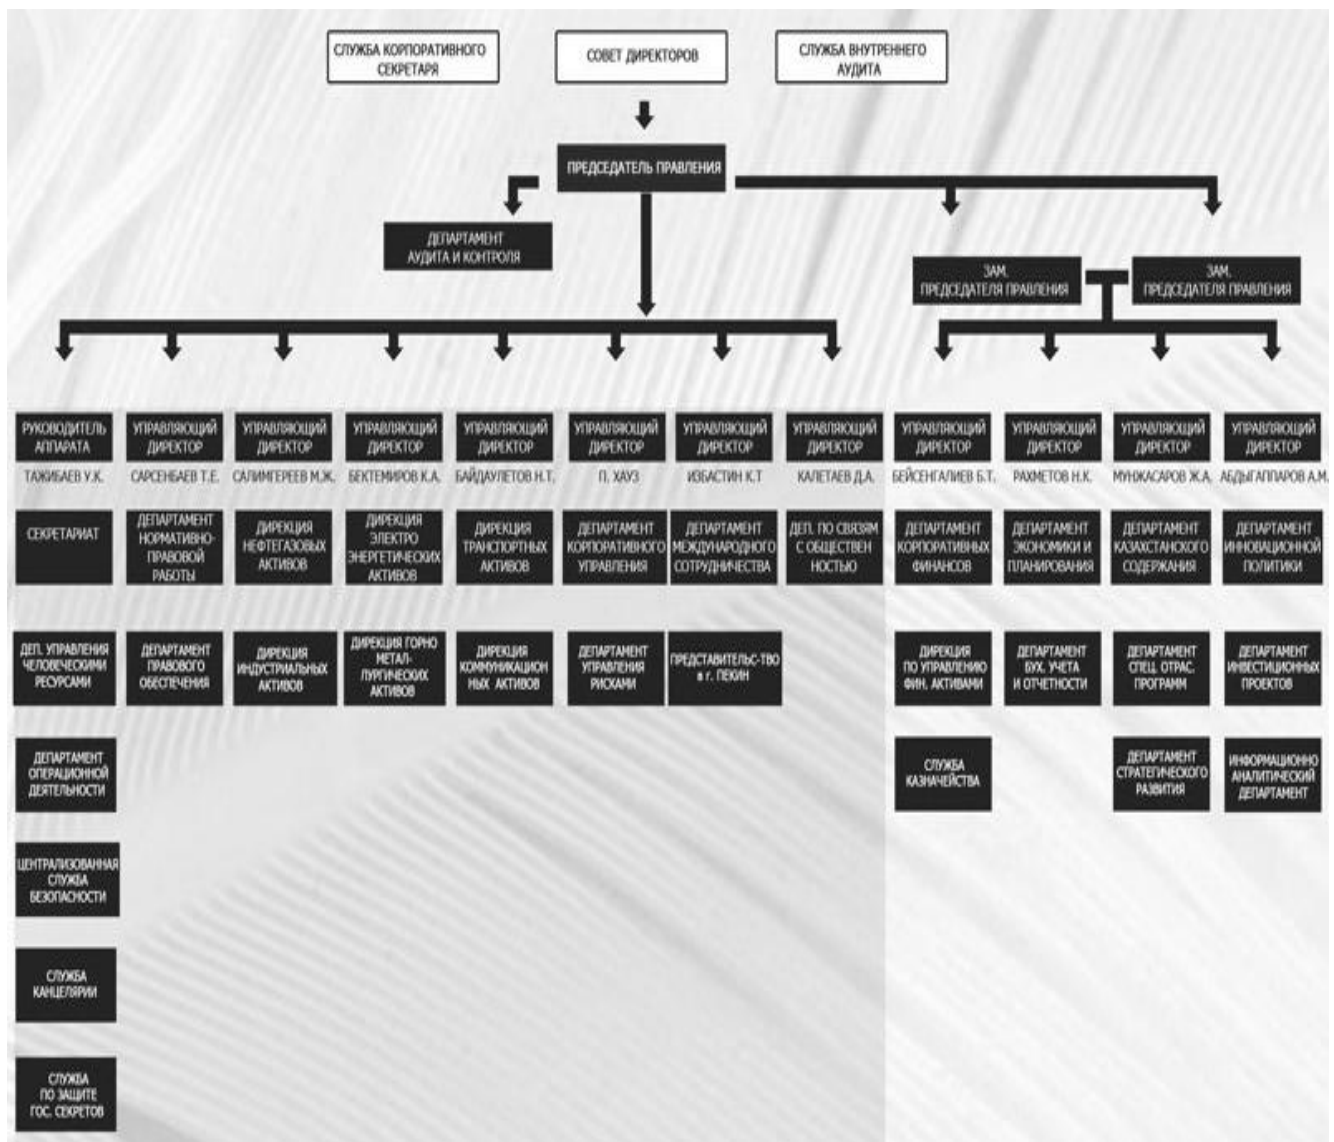 СЛУЖБА КОРПОРАТИВНОГО
СЕКРЕТАРЯ
СОВЕТ ДИРЕКТОРОВ
СЛУЖБА ВНУТРЕННЕГО
АУДИТА
ПРЕДСЕДАТЕЛЬ ПРАВЛЕНИЯ
ДЕПАРТАМЕНТ
АУДИТА И КОНТРОЛЯ
ЗАМ.
ПРЕДСЕДАТЕЛЯ ПРАВЛЕНИЯ
ЗАМ.
ПРЕДСЕДАТЕЛЯ ПРАВЛЕНИЯ
РУКОВОДИТЕЛЬ
АППАРАТА
УПРАВЛЯЮЩИЙ
ДИРЕКТОР
УПРАВЛЯЮЩИЙ
ДИРЕКТОР
УПРАВЛЯЮЩИЙ
ДИРЕКТОР
УПРАВЛЯЮЩИЙ
ДИРЕКТОР
УПРАВЛЯЮЩИЙ
ДИРЕКТОР
УПРАВЛЯЮЩИЙ
ДИРЕКТОР
УПРАВЛЯЮЩИЙ
ДИРЕКТОР
УПРАВЛЯЮЩИЙ
ДИРЕКТОР
УПРАВЛЯЮЩИЙ
ДИРЕКТОР
УПРАВЛЯЮЩИЙ
ДИРЕКТОР
УПРАВЛЯЮЩИЙ
ДИРЕКТОР
ТАЖИБАЕВ У.К.
САРСЕНБАЕВ Т.Е.
САЛИМГЕРЕЕВ М.Ж.
БЕКТЕМИРОВ К.А.
БАЙДАУЛЕТОВ Н.Т.
П. ХАУЗ
ИЗБАСТИН К.Т
КАЛЕТАЕВ Д.А.
БЕЙСЕНГАЛИЕВ Б.Т.
РАХМЕТОВ Н.К.
МУНЖАСАРОВ Ж.А.
АБДЫГАППАРОВ А.М.
СЕКРЕТАРИАТ
ДЕПАРТАМЕНТ
НОРМАТИВНО-
ПРАВОВОЙ
РАБОТЫ
ДИРЕКЦИЯ
НЕФТЕГАЗОВЫХ
АКТИВОВ
ДИРЕКЦИЯ
ЭЛЕКТРО
ЭНЕРГЕТИЧЕСКИХ
АКТИВОВ
ДИРЕКЦИЯ
ТРАНСПОРТНЫХ
АКТИВОВ
ДЕПАРТАМЕНТ
КОРПОРАТИВНОГО
УПРАВЛЕНИЯ
ДЕПАРТАМЕНТ
МЕЖДУНАРОДНОГО
СОТРУДНИЧЕСТВА
ДЕП. ПО СВЯЗЯМ
С ОБЩЕСТВЕН
НОСТЬЮ
ДЕПАРТАМЕНТ
КОРПОРАТИВНЫХ
ФИНАНСОВ
ДЕПАРТАМЕНТ
ЭКОНОМИКИ И
ПЛАНИРОВАНИЯ
ДЕПАРТАМЕНТ
КАЗАХСТАНСКОГО
СОДЕРЖАНИЯ
ДЕПАРТАМЕНТ
ИННОВАЦИОННОЙ
ПОЛИТИКИ
ДЕП. УПРАВЛЕНИЯ
ЧЕЛОВЕЧЕСКИМИ
РЕСУРСАМИ
ДЕПАРТАМЕНТ
ПРАВОВОГО
ОБЕСПЕЧЕНИЯ
ДИРЕКЦИЯ
ИНДУСТРИАЛЬНЫХ
АКТИВОВ
ДИРЕКЦИЯ ГОРНО
МЕТАЛ-
ЛУРГИЧЕСКИХ
АКТИВОВ
ДИРЕКЦИЯ
КОММУНИКАЦИОН
НЫХ АКТИВОВ
ДЕПАРТАМЕНТ
УПРАВЛЕНИЯ
РИСКАМИ
ПРЕДСТАВИТЕЛЬС-ТВО
в г. ПЕКИН
ДИРЕКЦИЯ
ПО УПРАВЛЕНИЮ
ФИН. АКТИВАМИ
ДЕПАРТАМЕНТ
БУХ. УЧЕТА
И ОТЧЕТНОСТИ
ДЕПАРТАМЕНТ
СПЕЦ. ОТРАС.
ПРОГРАММ
ДЕПАРТАМЕНТ
ИНВЕСТИЦИОННЫХ
ПРОЕКТОВ
ДЕПАРТАМЕНТ
ОПЕРАЦИОННОЙ
ДЕЯТЕЛЬНОСТИ
СЛУЖБА
КАЗНАЧЕЙСТВА
ДЕПАРТАМЕНТ
СТРАТЕГИЧЕСКОГО
РАЗВИТИЯ
ИНФОРМАЦИОННО
АНАЛИТИЧЕСКИЙ
ДЕПАРТАМЕНТ
ЦЕНТРАЛИЗОВАННАЯ
СЛУЖБА
БЕЗОПАСНОСТИ
СЛУЖБА
КАНЦЕЛЯРИИ
СЛУЖБА
ПО ЗАЩИТЕ
ГОС. СЕКРЕТОВ